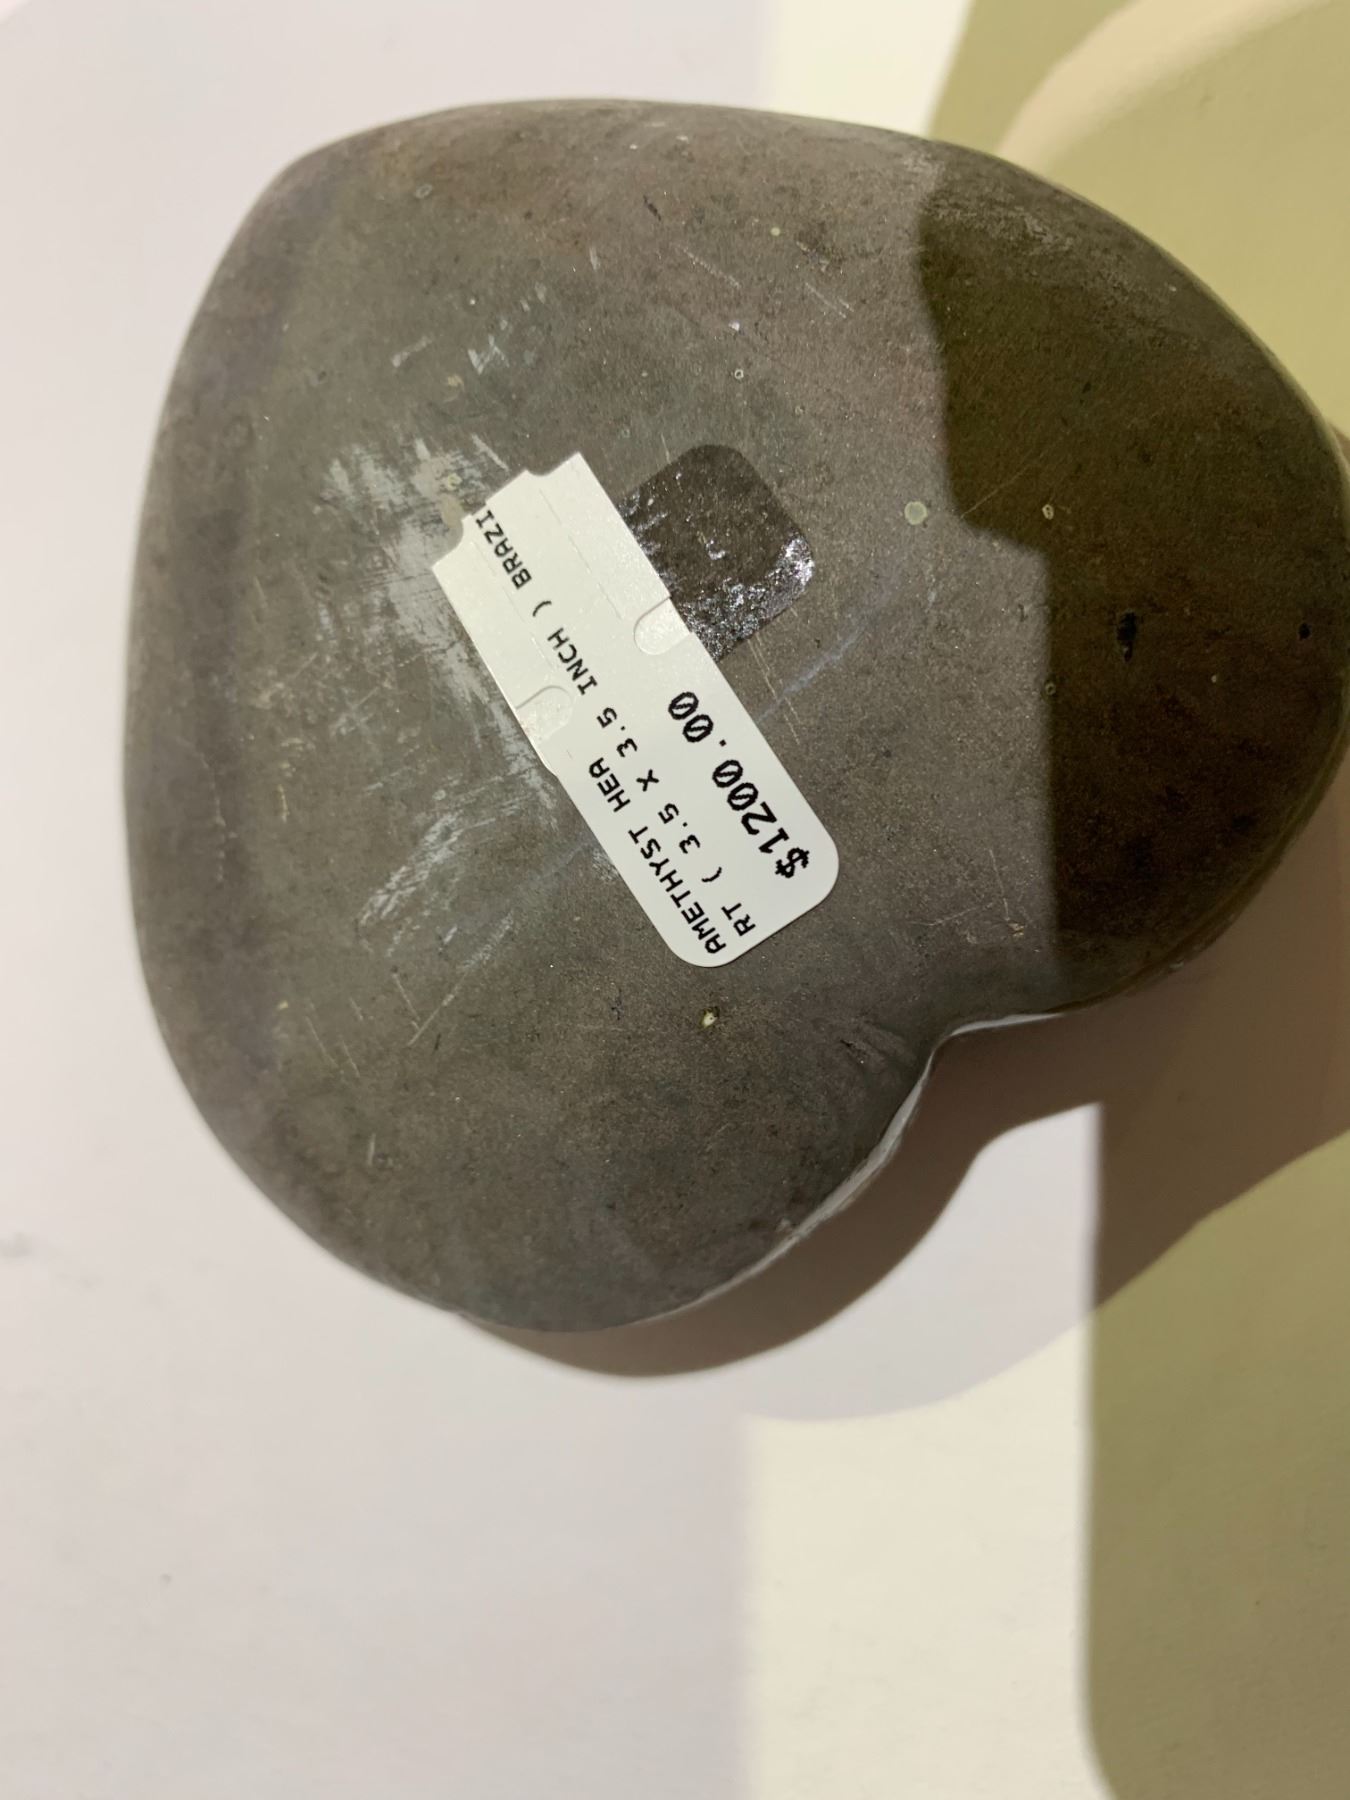 AMETHYST HEA
RT ( 3.5 X 3.5 INCH ) BRAZI
$1200.00